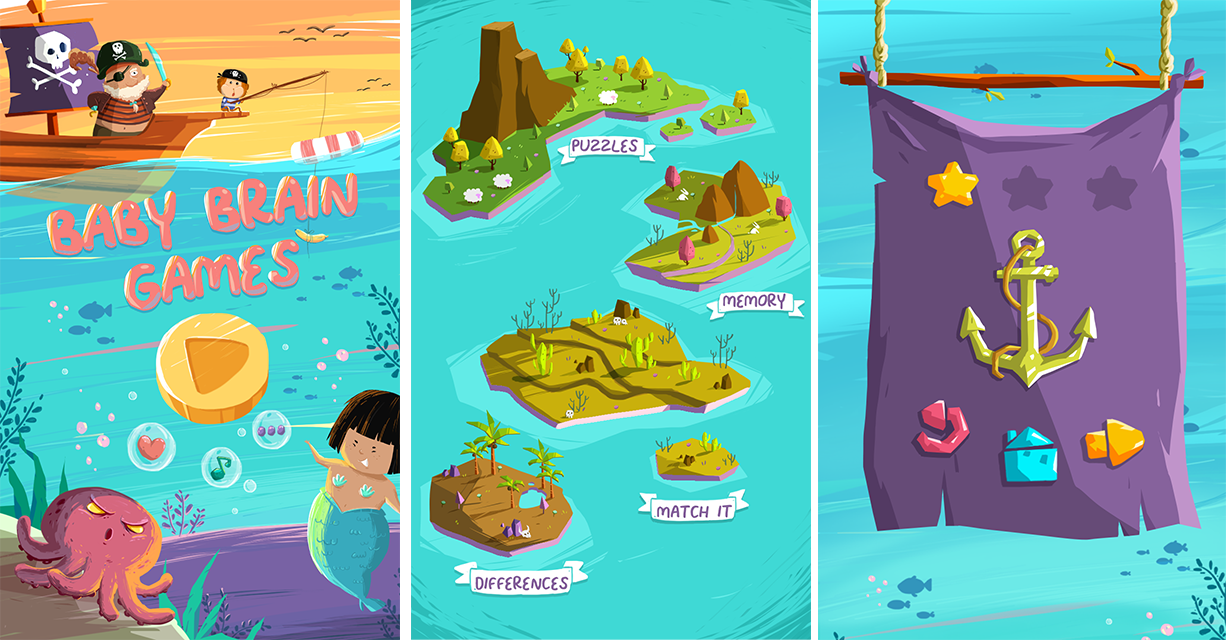 BABY BRAIN
GAMES
PUZZLES
MEMORY
MATCH IT
DIFFERENCES